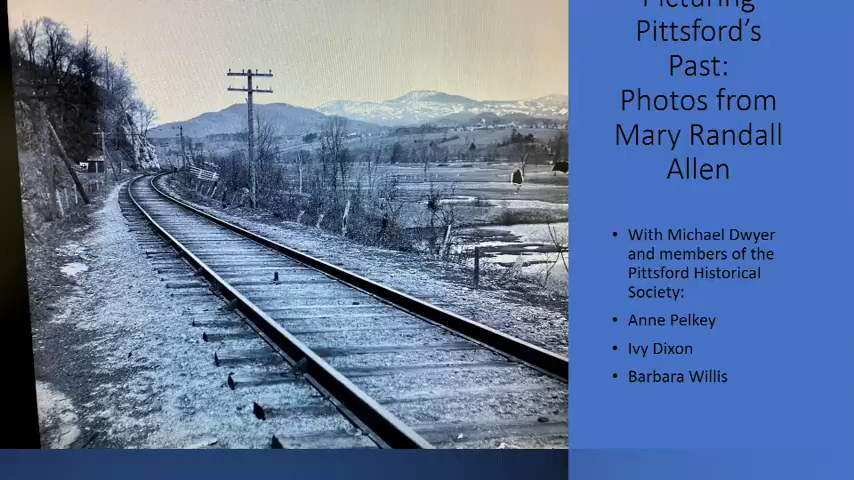 Picturing
Pittsford’s
Past:
Photos from
Mary Randall
Allen
• With Michael Dwyer
and members of the
Pittsford Historical
Society:
• Anne Pelkey
• Ivy Dixon
• Barbara Willis